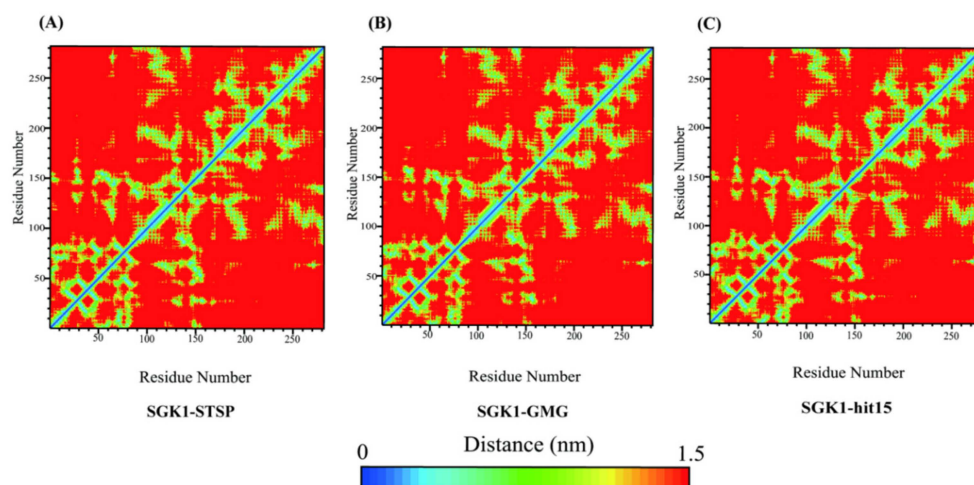 (A)
(B)
(C)
Residue Number
250
200
150
100
50
50 100 150 200 250
Residue Number
SGK1-STSP
Residue Number
250
200
150
100
50
50 100 150 200 250
Residue Number
SGK1-GMG
Residue Number
250
200
150
100
50
50 100 150 200 250
Residue Number
SGK1-hit15
0 Distance (nm) 1.5